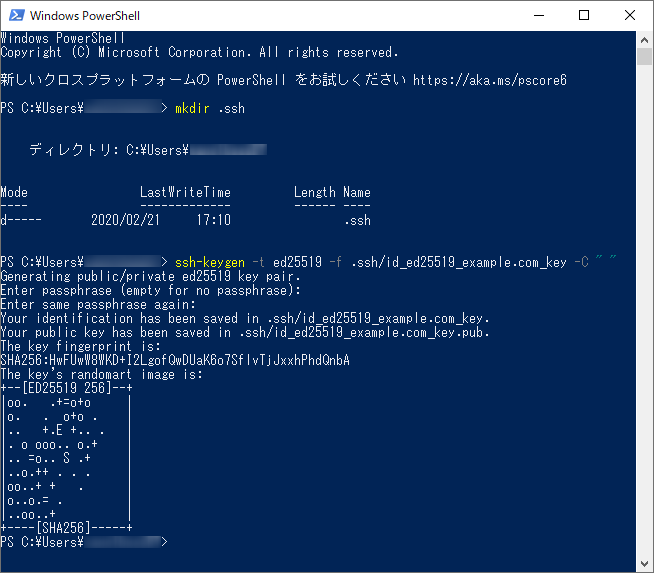 Windows PowerShell
Windows PowerShell
Copyright (C) Microsoft Corporation. All rights reserved.
新しいクロスプラットフォームの PowerShell をお試しください https://aka.ms/pscore6
PS C:¥Users¥> mkdir .ssh
ディレクトリ: C:¥Users¥
Mode LastWriteTime Length Name
---- ------------- ------ ----
d----- 2020/02/21 17:10 .ssh
PS C:¥Users¥> ssh-keygen -t ed25519 -f .ssh/id_ed25519_example.com_key -C " "
Generating public/private ed25519 key pair.
Enter passphrase (empty for no passphrase):
Enter same passphrase again:
Your identification has been saved in .ssh/id_ed25519_example.com_key.
Your public key has been saved in .ssh/id_ed25519_example.com_key.pub.
The key fingerprint is:
SHA256:HwFUwW8WKD+I2LgofQwDUaK6o7SfIvTjJxxhPhdQnbA
The key's randomart image is:
+--[ED25519 256]--+
|oo.   .+=o+o     |
|o.   .  o+o .    |
|..   +.E +.. .   |
|. o ooo.. o.+    |
|.. =o.. S .+     |
|..o.++ . . .     |
|oo..+ +   .      |
|o..o.= .         |
|..oo..+          |
+----[SHA256]-----+
PS C:¥Users¥>